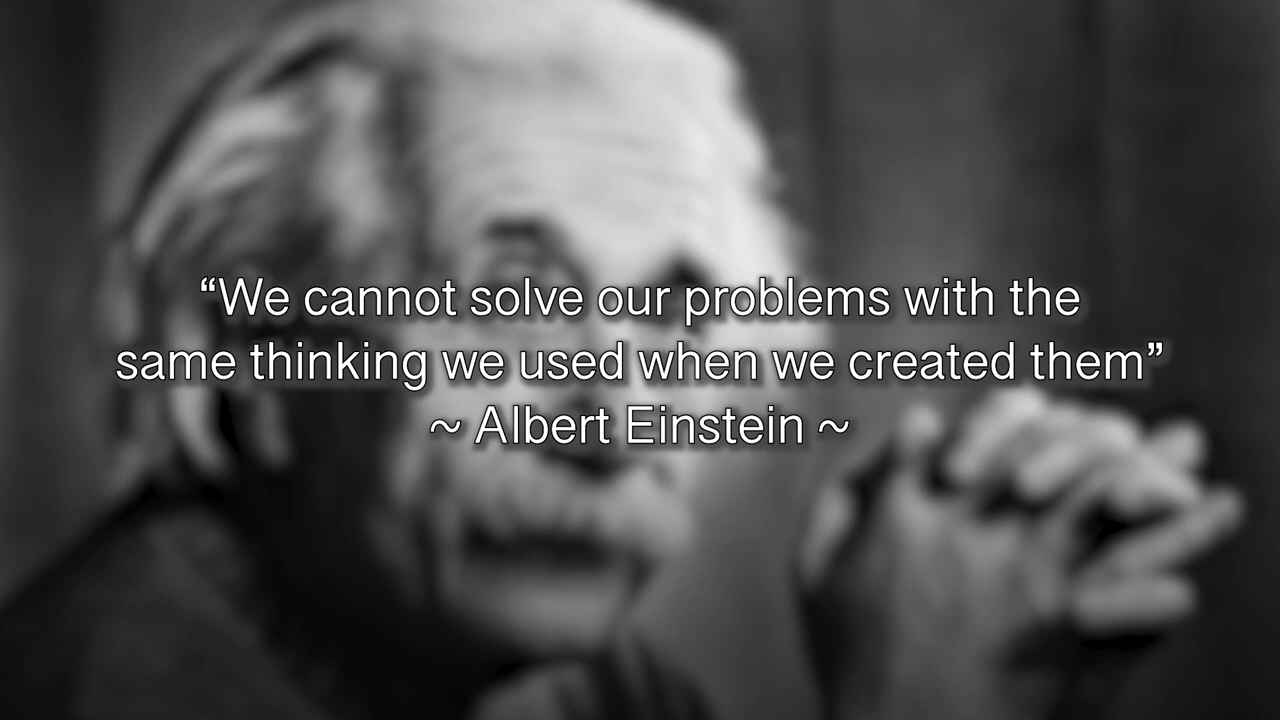 “We cannot solve our problems with the
same thinking we used when we created them”
~ Albert Einstein ~